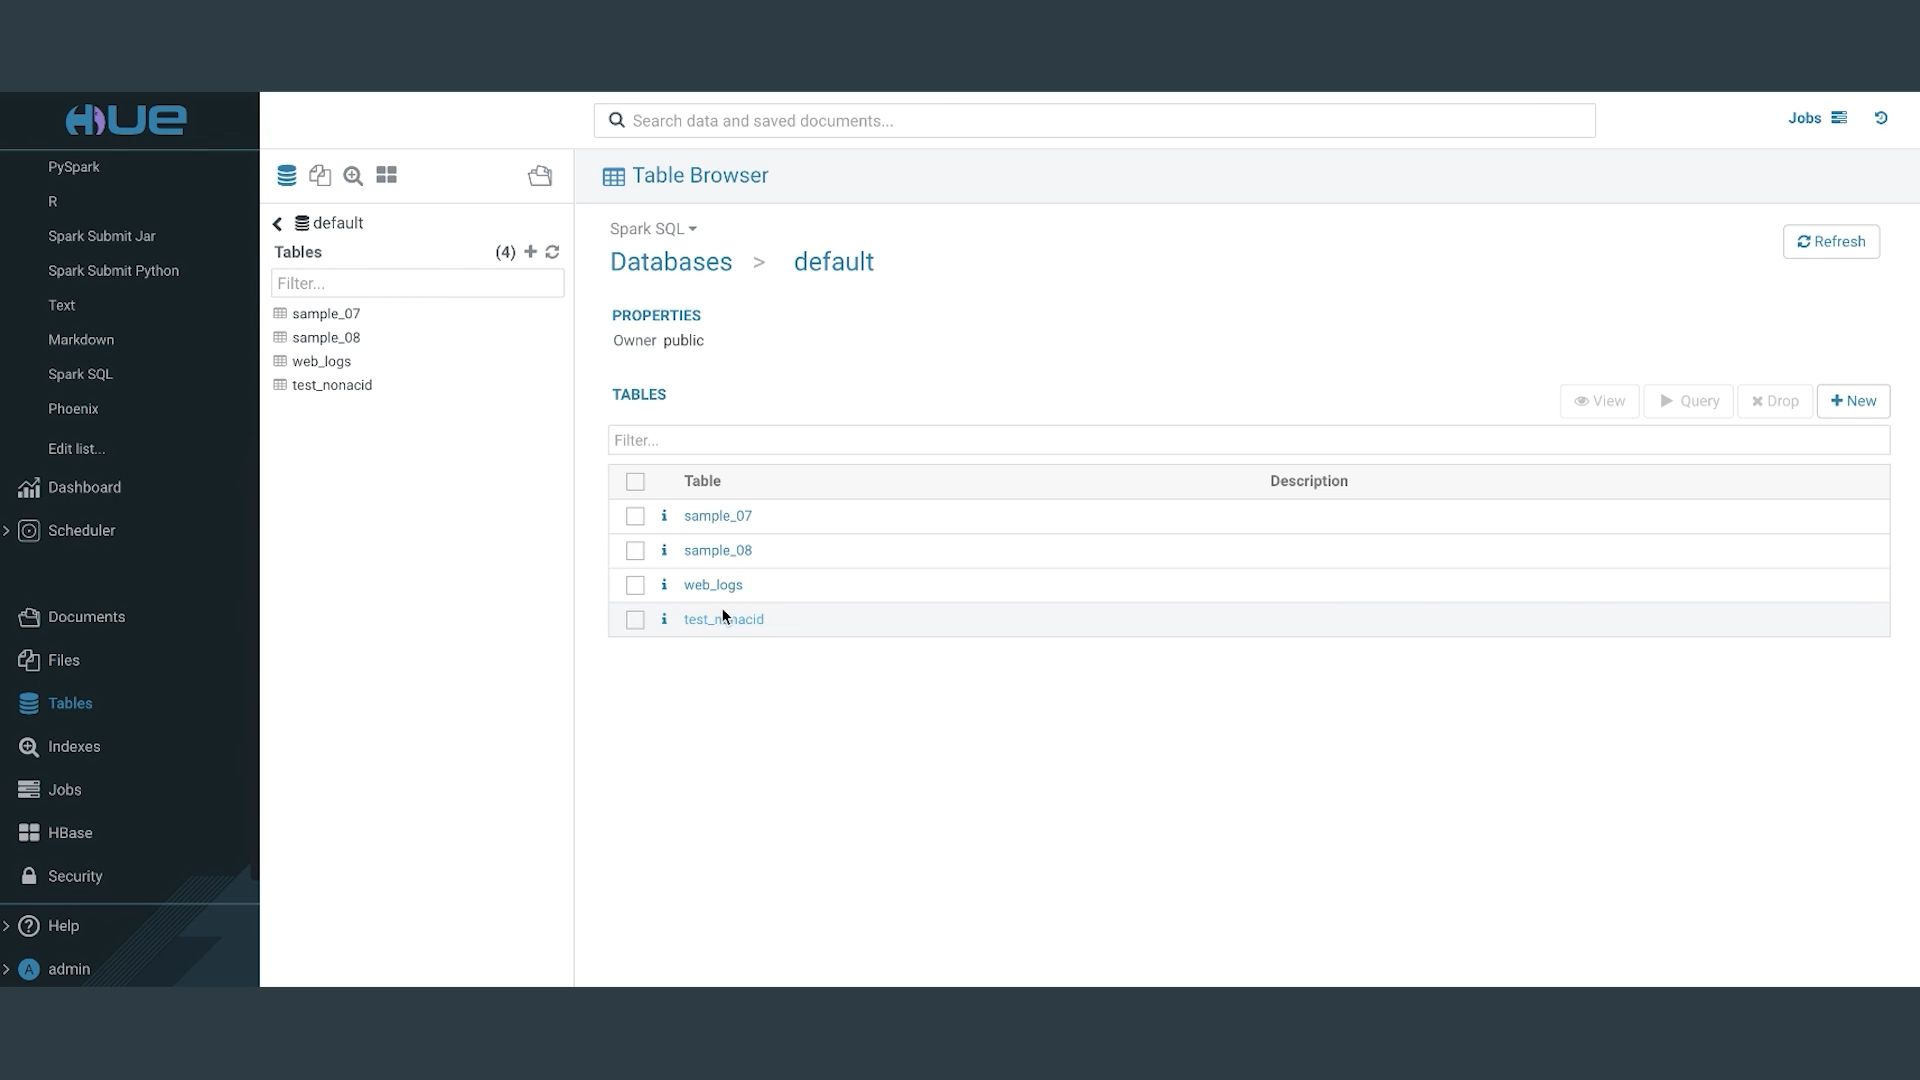 HUE
Search data and saved documents...
Jobs
PySpark
R
Spark Submit Jar
Spark Submit Python
Text
Markdown
Spark SQL
Phoenix
Edit list...
Dashboard
Scheduler
Documents
Files
Tables
Indexes
Jobs
HBase
Security
Help
A admin
default
Tables (4)
Filter...
sample_07
sample_08
web_logs
test_nonacid
Table Browser
Spark SQL
Databases > default
Refresh
PROPERTIES
Owner public
TABLES
View Query Drop New
Filter...
Table Description
sample_07
sample_08
web_logs
test_nonacid